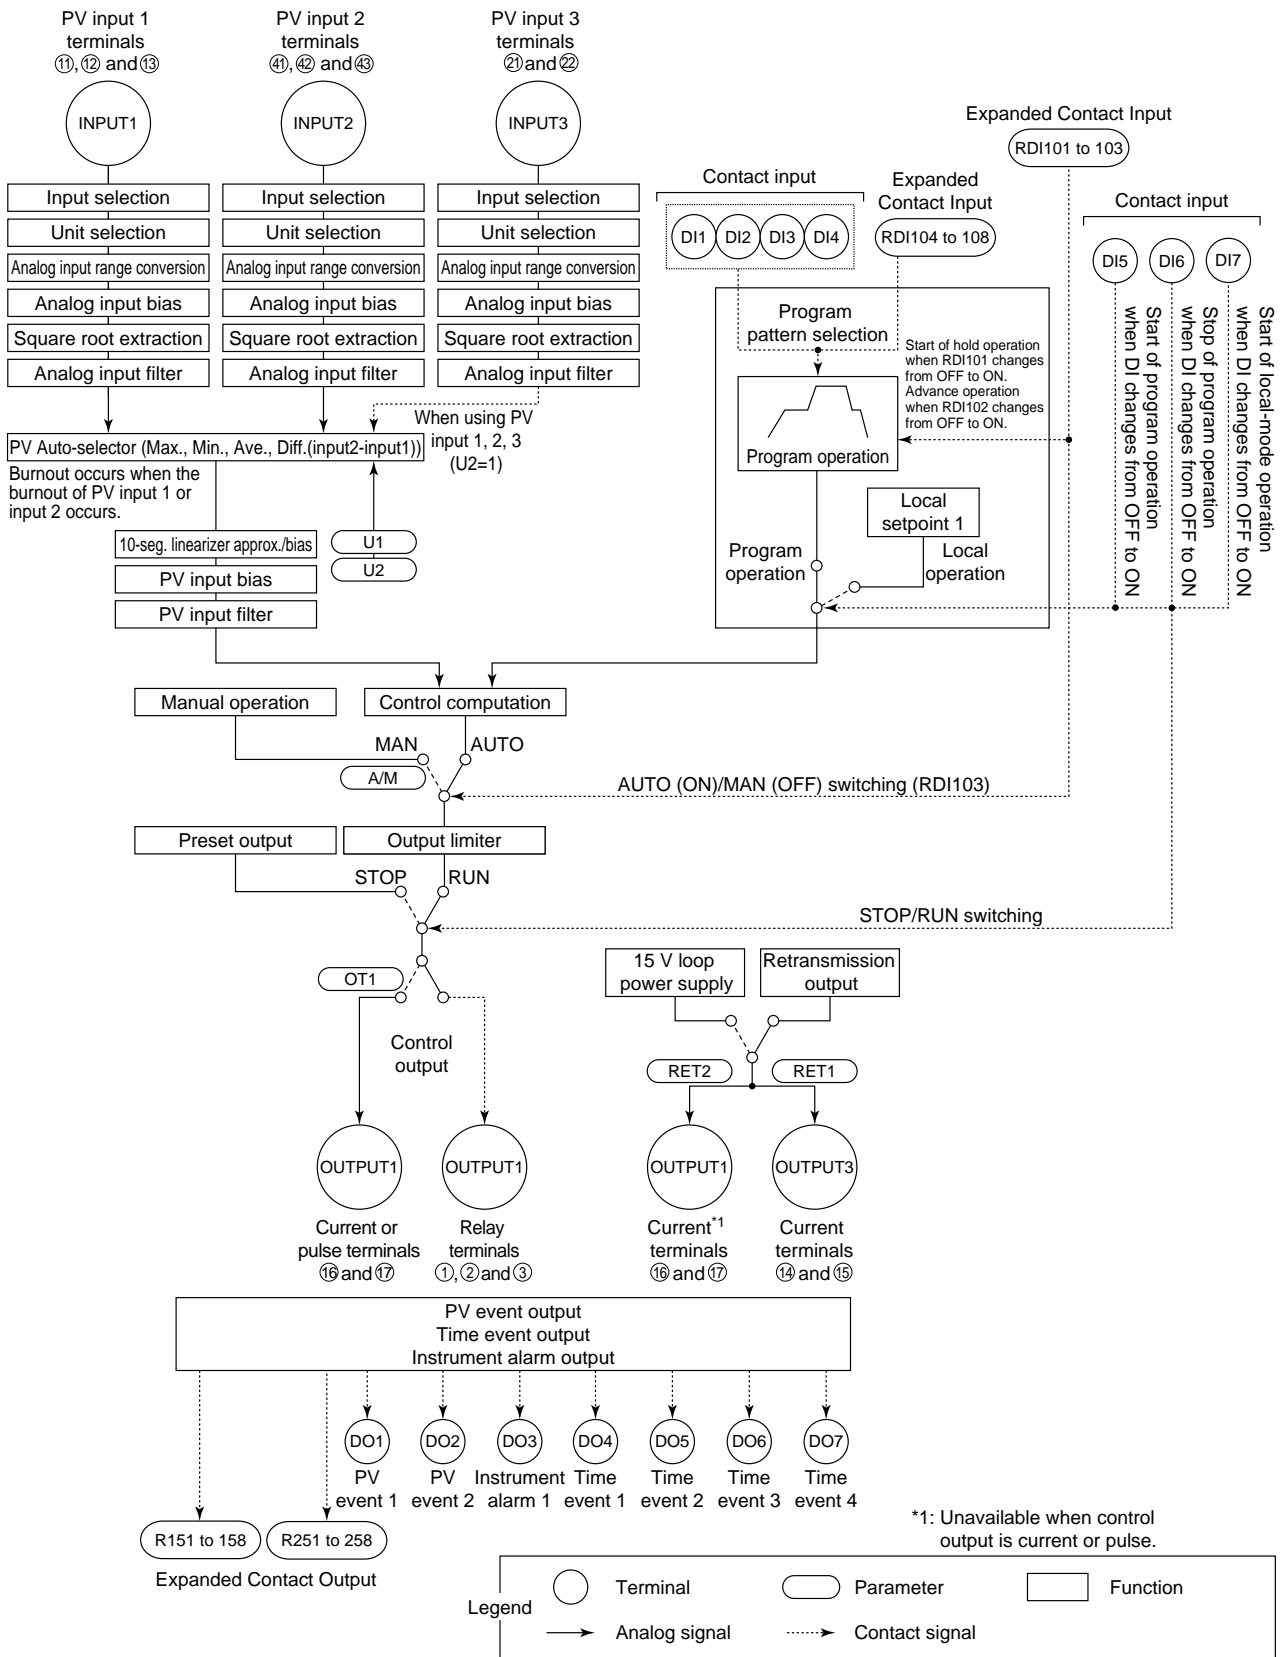 PV input 1
terminals
⑪, ⑫ and ⑬
PV input 2
terminals
㊶, ㊷ and ㊸
PV input 3
terminals
㉑ and ㉒
INPUT1
INPUT2
INPUT3
Input selection
Unit selection
Analog input range conversion
Analog input bias
Square root extraction
Analog input filter
Input selection
Unit selection
Analog input range conversion
Analog input bias
Square root extraction
Analog input filter
Input selection
Unit selection
Analog input range conversion
Analog input bias
Square root extraction
Analog input filter
When using PV
input 1, 2, 3
(U2=1)
PV Auto-selector (Max., Min., Ave., Diff.(input2-input1))
Burnout occurs when the
burnout of PV input 1 or
input 2 occurs.
U1
U2
10-seg. linearizer approx./bias
PV input bias
PV input filter
Expanded Contact Input
RDI101 to 103
Contact input
DI1
DI2
DI3
DI4
Expanded
Contact Input
RDI104 to 108
Contact input
DI5
DI6
DI7
Start of program operation
when DI changes from OFF to ON
Stop of program operation
when DI changes from OFF to ON
Start of local-mode operation
when DI changes from OFF to ON
Program
pattern selection
Start of hold operation
when RDI101 changes
from OFF to ON.
Advance operation
when RDI102 changes
from OFF to ON.
Program operation
Local
setpoint 1
Program
operation
Local
operation
Manual operation
Control computation
MAN
AUTO
A/M
AUTO (ON)/MAN (OFF) switching (RDI103)
Preset output
Output limiter
STOP
RUN
STOP/RUN switching
OT1
Control
output
15 V loop
power supply
Retransmission
output
RET2
RET1
OUTPUT1
OUTPUT1
OUTPUT1
OUTPUT3
Current or
pulse terminals
⑯ and ⑰
Relay
terminals
①, ② and ③
Current*1
terminals
⑯ and ⑰
Current
terminals
⑭ and ⑮
PV event output
Time event output
Instrument alarm output
DO1
DO2
DO3
DO4
DO5
DO6
DO7
PV
event 1
PV
event 2
Instrument
alarm 1
Time
event 1
Time
event 2
Time
event 3
Time
event 4
R151 to 158
R251 to 258
Expanded Contact Output
*1: Unavailable when control
output is current or pulse.
Legend
Terminal
Parameter
Function
Analog signal
Contact signal